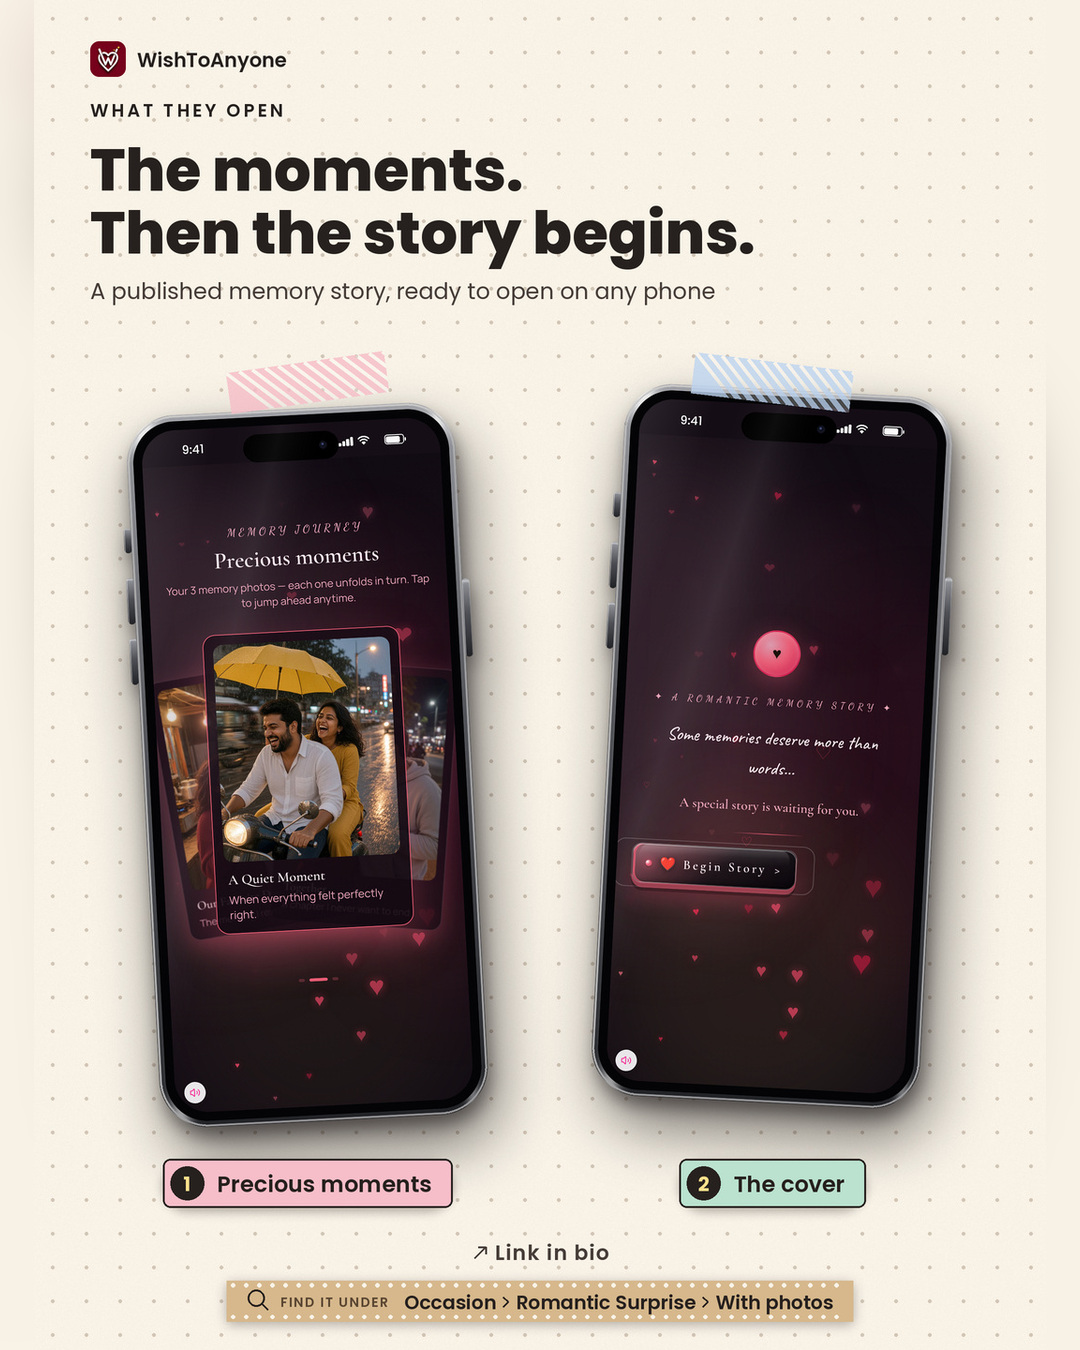 WishToAnyone
WHAT THEY OPEN
The moments.
Then the story begins.
A published memory story, ready to open on any phone
9:41
MEMORY JOURNEY
Precious moments
Your 3 memory photos — each one unfolds in turn. Tap
to jump ahead anytime.
A Quiet Moment
When everything felt perfectly
right.
Our
The
9:41
A ROMANTIC MEMORY STORY
Some memories deserve more than
words...
A special story is waiting for you.
Begin Story >
1 Precious moments
2 The cover
↗ Link in bio
FIND IT UNDER Occasion > Romantic Surprise > With photos